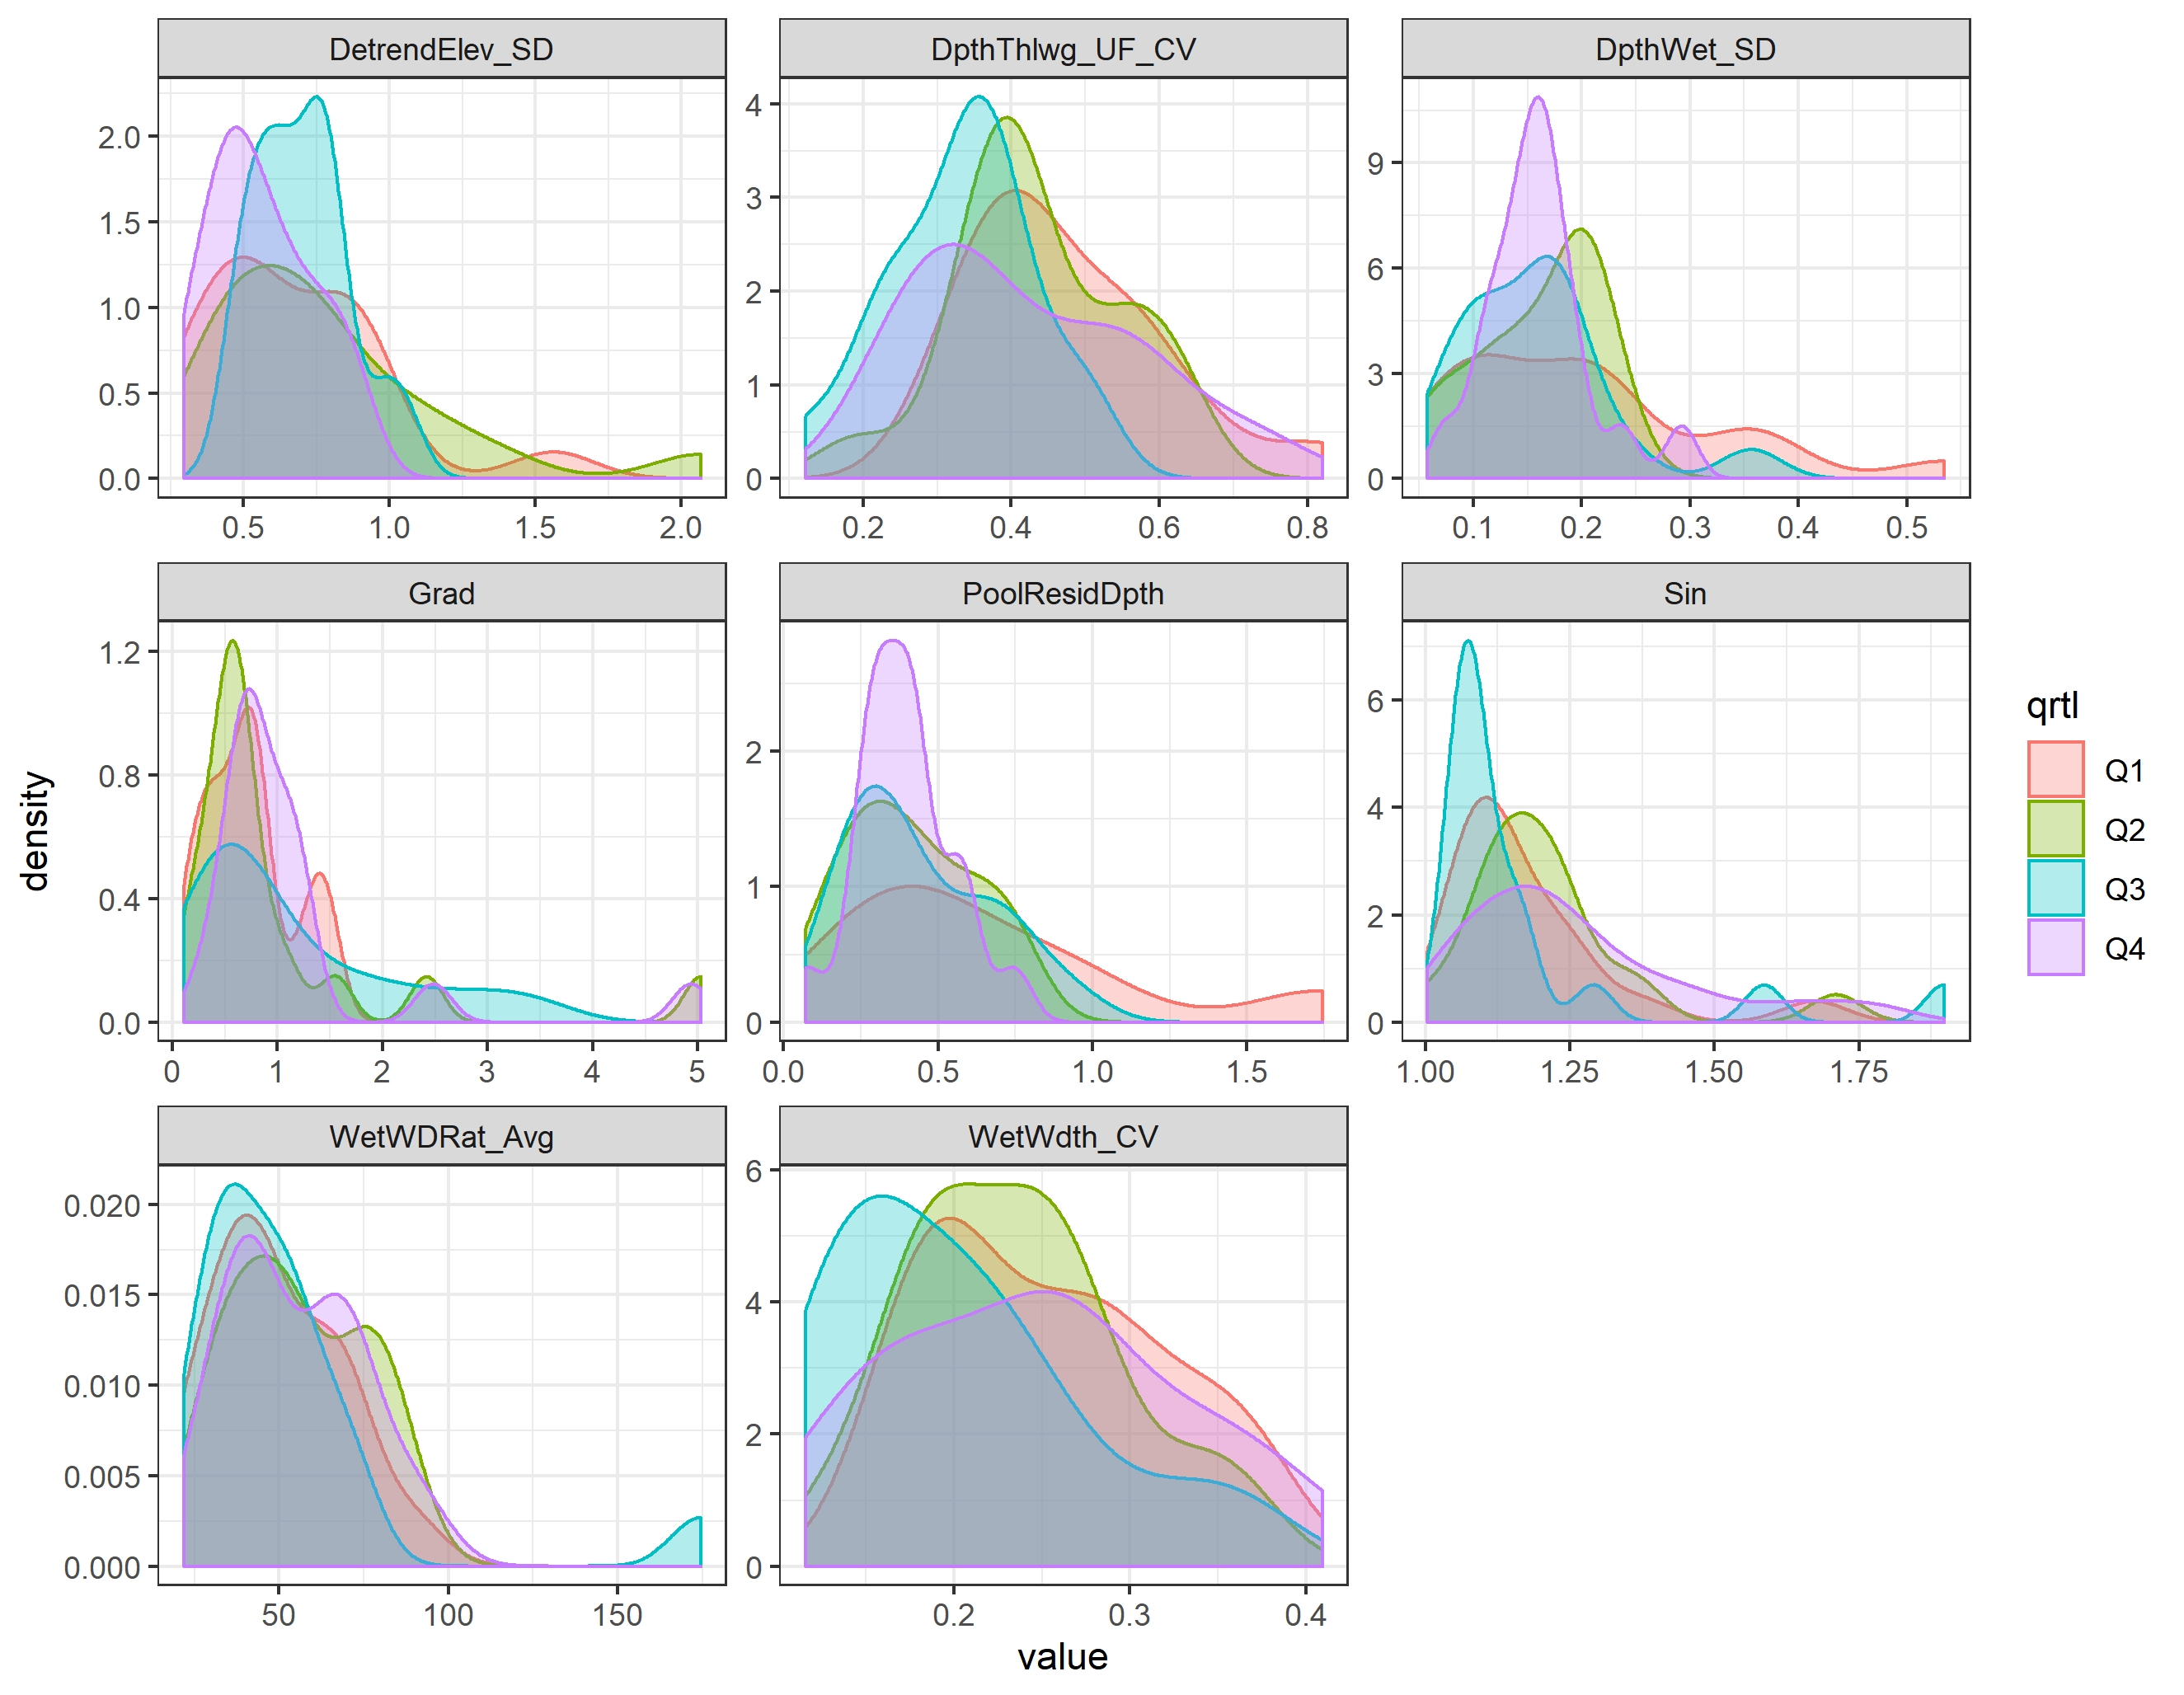 DetrendElev_SD
DpthThlwg_UF_CV
DpthWet_SD
2.0
1.5
1.0
0.5
0.0
0.5 1.0 1.5 2.0
4
3
2
1
0
0.2 0.4 0.6 0.8
9
6
3
0
0.1 0.2 0.3 0.4 0.5
Grad
PoolResidDpth
Sin
1.2
0.8
0.4
0.0
0 1 2 3 4 5
2
1
0
0.0 0.5 1.0 1.5
6
4
2
0
1.00 1.25 1.50 1.75
WetWDRat_Avg
WetWdth_CV
0.020
0.015
0.010
0.005
0.000
50 100 150
6
4
2
0
0.2 0.3 0.4
density
value
qrtl
Q1
Q2
Q3
Q4